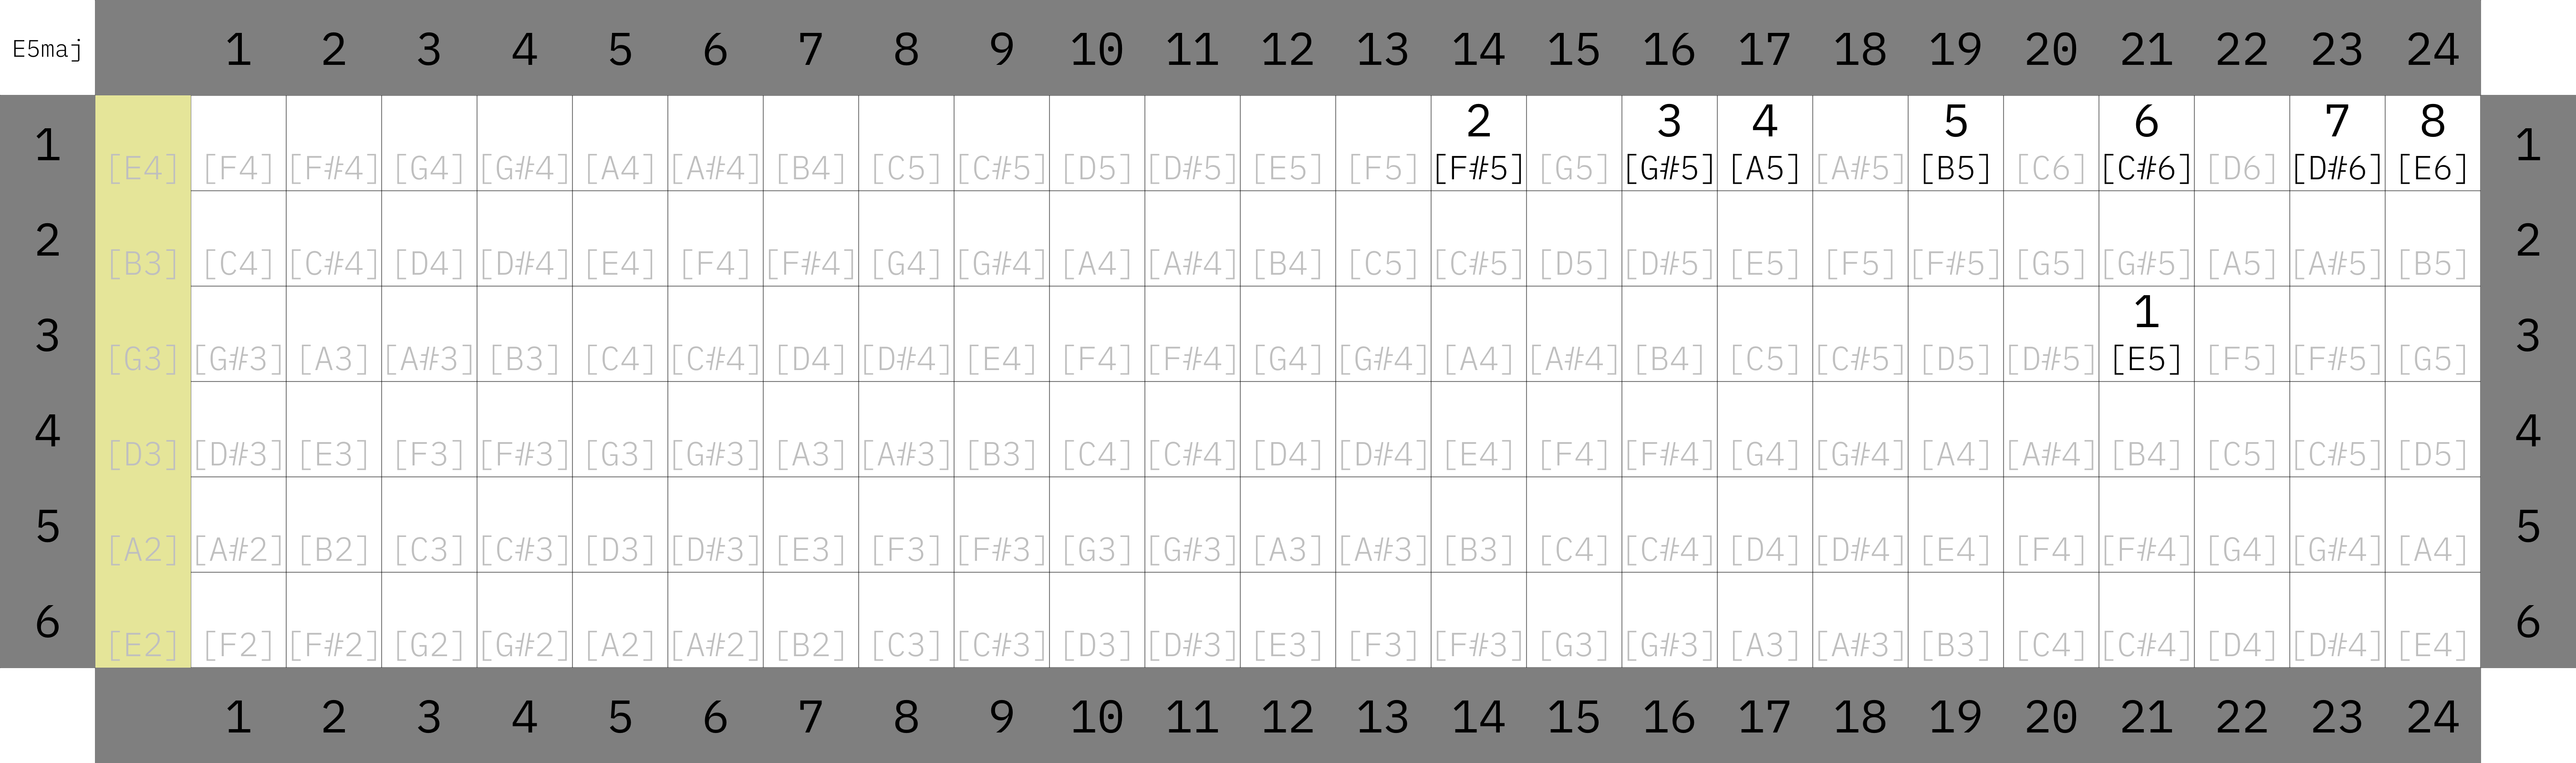 E5maj 1 2 3 4 5 6 7 8 9 10 11 12 13 14 15 16 17 18 19 20 21 22 23 24
2 3 4 5 6 7 8
1 [E4] [F4] [F#4] [G4] [G#4] [A4] [A#4] [B4] [C5] [C#5] [D5] [D#5] [E5] [F5] [F#5] [G5] [G#5] [A5] [A#5] [B5] [C6] [C#6] [D6] [D#6] [E6] 1
2 [B3] [C4] [C#4] [D4] [D#4] [E4] [F4] [F#4] [G4] [G#4] [A4] [A#4] [B4] [C5] [C#5] [D5] [D#5] [E5] [F5] [F#5] [G5] [G#5] [A5] [A#5] [B5] 2
1
3 [G3] [G#3] [A3] [A#3] [B3] [C4] [C#4] [D4] [D#4] [E4] [F4] [F#4] [G4] [G#4] [A4] [A#4] [B4] [C5] [C#5] [D5] [D#5] [E5] [F5] [F#5] [G5] 3
4 [D3] [D#3] [E3] [F3] [F#3] [G3] [G#3] [A3] [A#3] [B3] [C4] [C#4] [D4] [D#4] [E4] [F4] [F#4] [G4] [G#4] [A4] [A#4] [B4] [C5] [C#5] [D5] 4
5 [A2] [A#2] [B2] [C3] [C#3] [D3] [D#3] [E3] [F3] [F#3] [G3] [G#3] [A3] [A#3] [B3] [C4] [C#4] [D4] [D#4] [E4] [F4] [F#4] [G4] [G#4] [A4] 5
6 [E2] [F2] [F#2] [G2] [G#2] [A2] [A#2] [B2] [C3] [C#3] [D3] [D#3] [E3] [F3] [F#3] [G3] [G#3] [A3] [A#3] [B3] [C4] [C#4] [D4] [D#4] [E4] 6
1 2 3 4 5 6 7 8 9 10 11 12 13 14 15 16 17 18 19 20 21 22 23 24